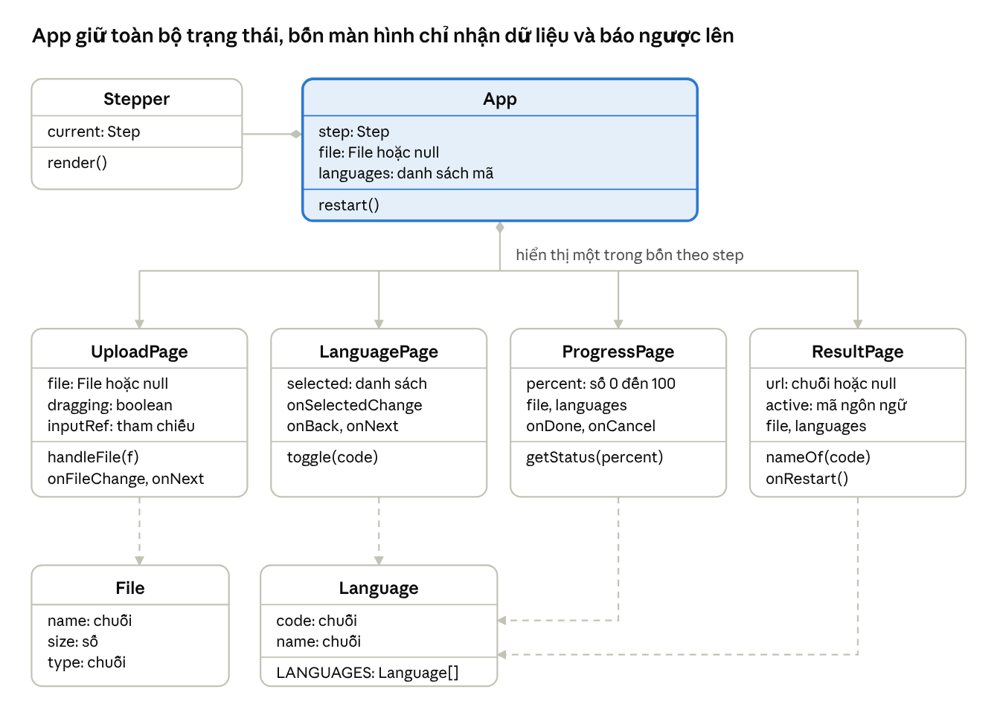 App giữ toàn bộ trạng thái, bốn màn hình chỉ nhận dữ liệu và báo ngược lên
Stepper
current: Step
render()
App
step: Step
file: File hoặc null
languages: danh sách mã
restart()
hiển thị một trong bốn theo step
UploadPage
file: File hoặc null
dragging: boolean
inputRef: tham chiếu
handleFile(f)
onFileChange, onNext
LanguagePage
selected: danh sách
onSelectedChange
onBack, onNext
toggle(code)
ProgressPage
percent: số 0 đến 100
file, languages
onDone, onCancel
getStatus(percent)
ResultPage
url: chuỗi hoặc null
active: mã ngôn ngữ
file, languages
nameOf(code)
onRestart()
File
name: chuỗi
size: số
type: chuỗi
Language
code: chuỗi
name: chuỗi
LANGUAGES: Language[]